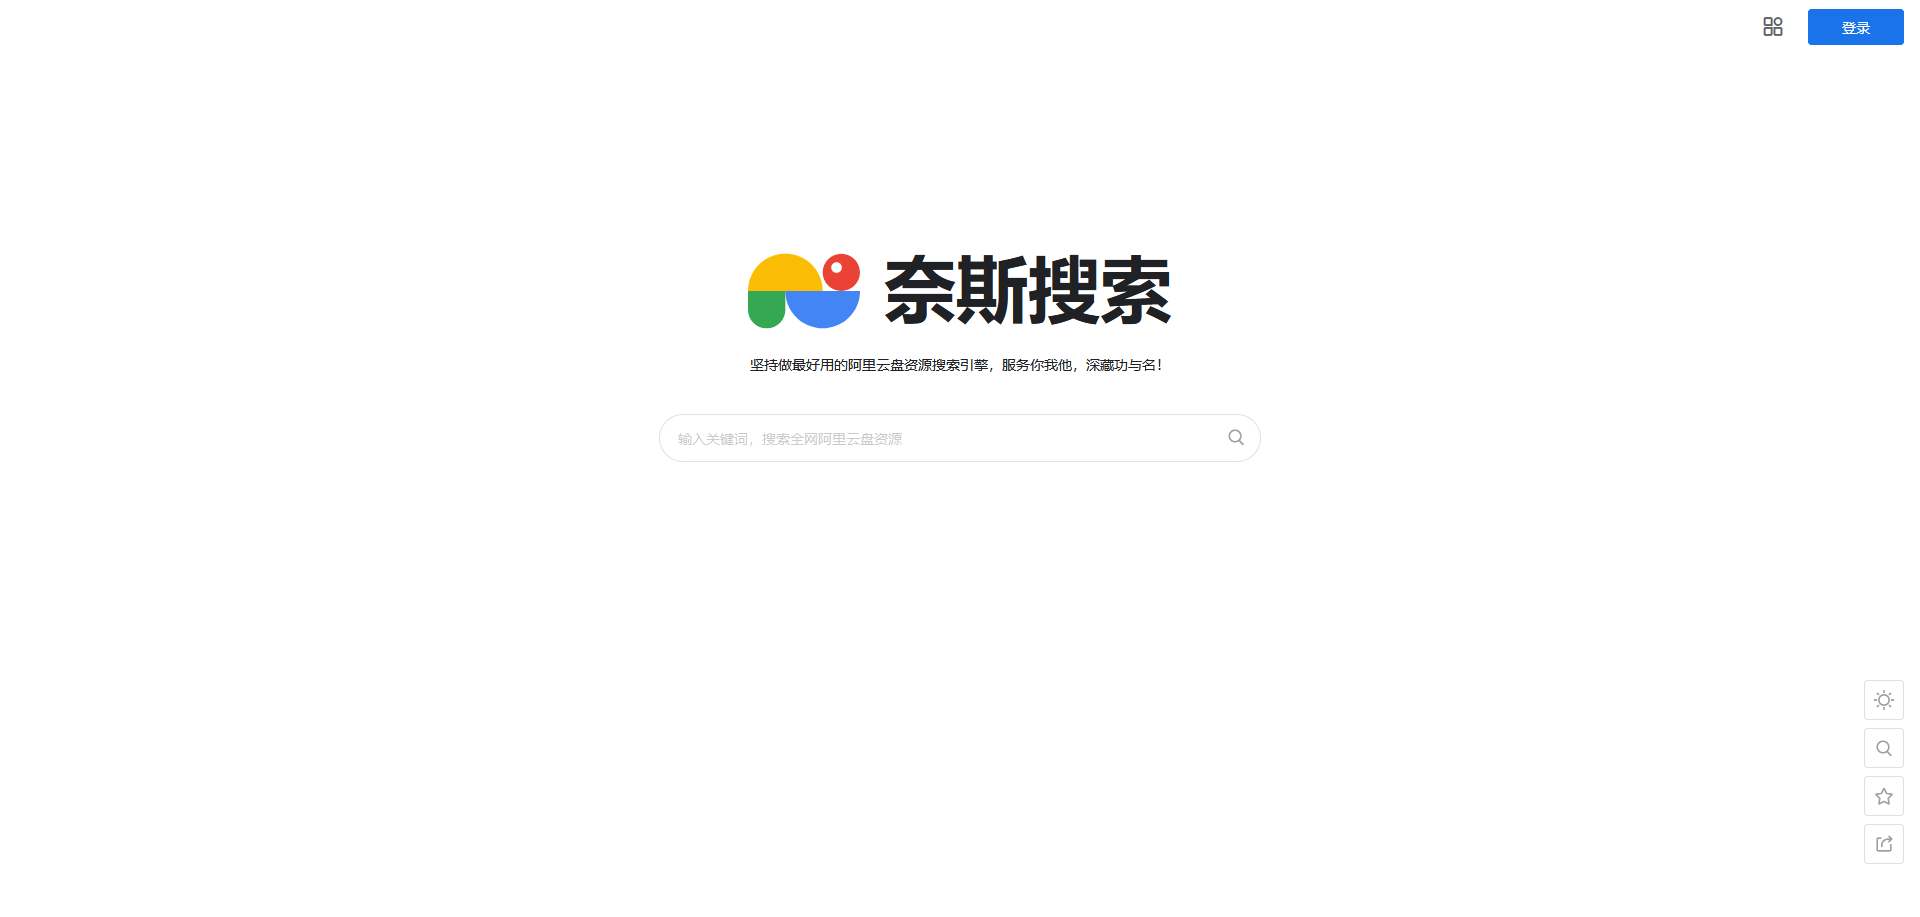 登录
奈斯搜索
坚持做最好用的阿里云盘资源搜索引擎，服务你我他，深藏功与名！
输入关键词，搜索全网阿里云盘资源